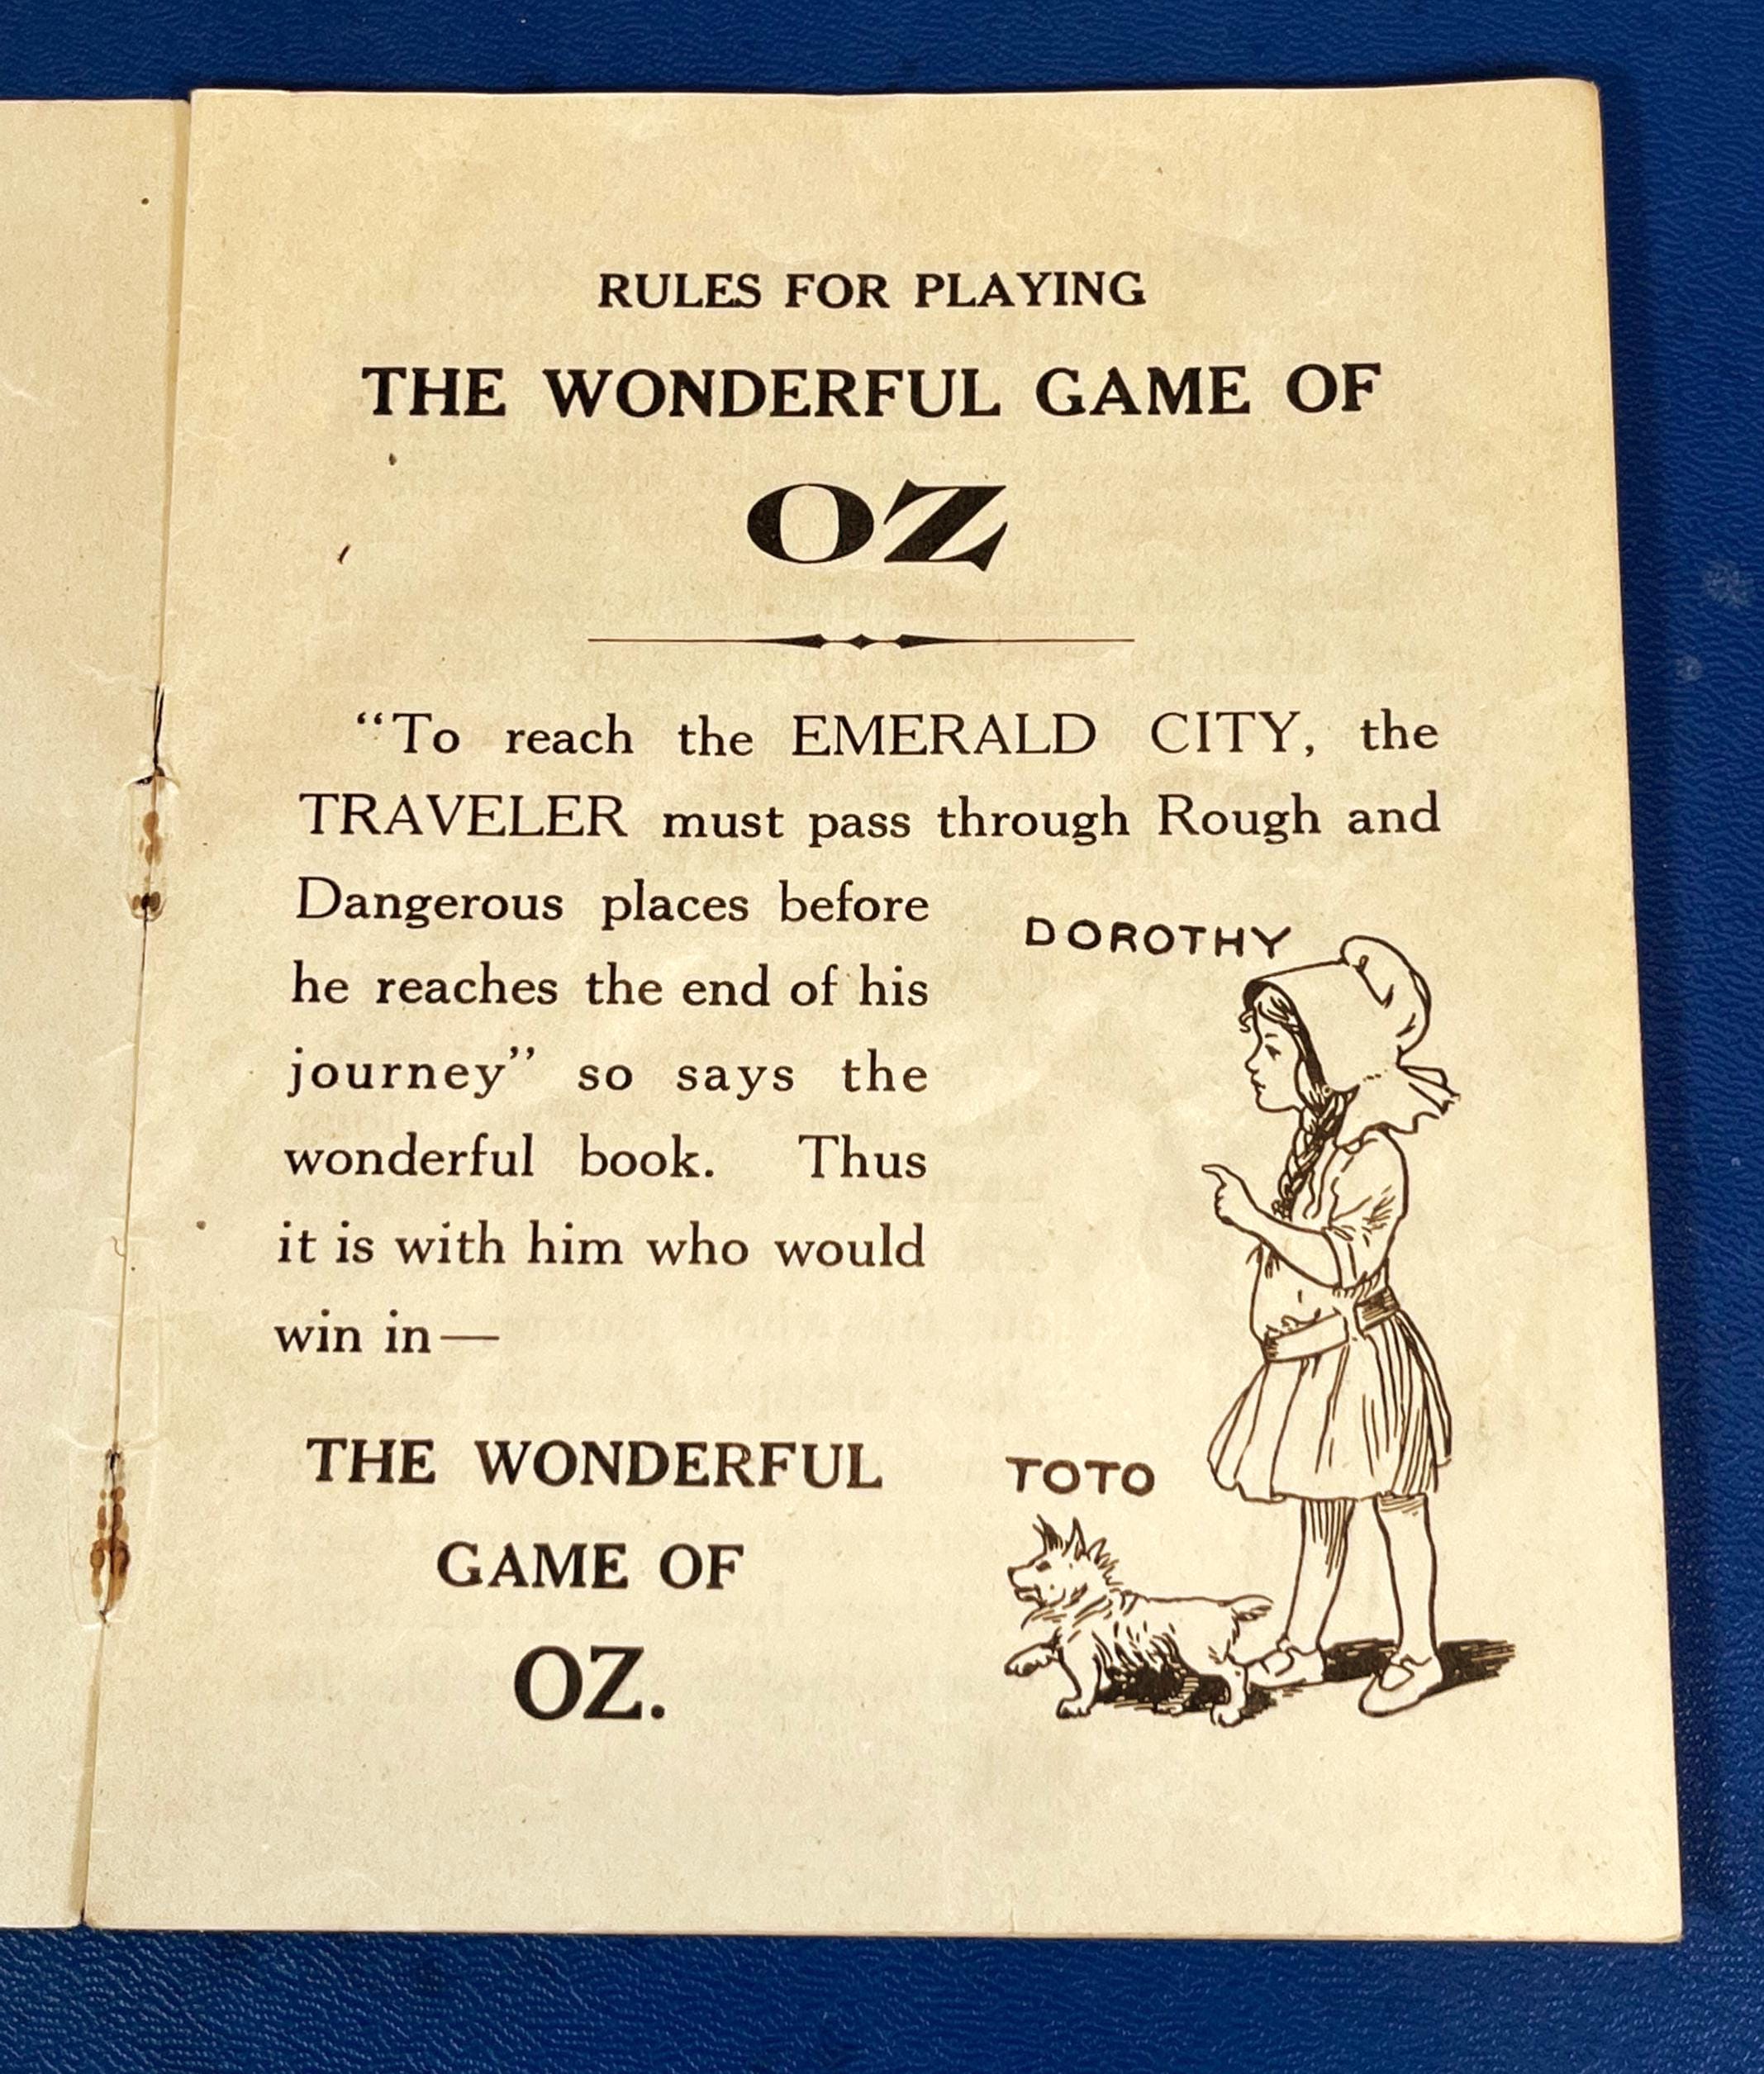 RULES FOR PLAYING
THE WONDERFUL GAME OF
OZ
“To reach the EMERALD CITY, the
TRAVELER must pass through Rough and
Dangerous places before
he reaches the end of his
journey” so says the
wonderful book. Thus
it is with him who would
win in—
THE WONDERFUL
GAME OF
OZ.
DOROTHY
TOTO